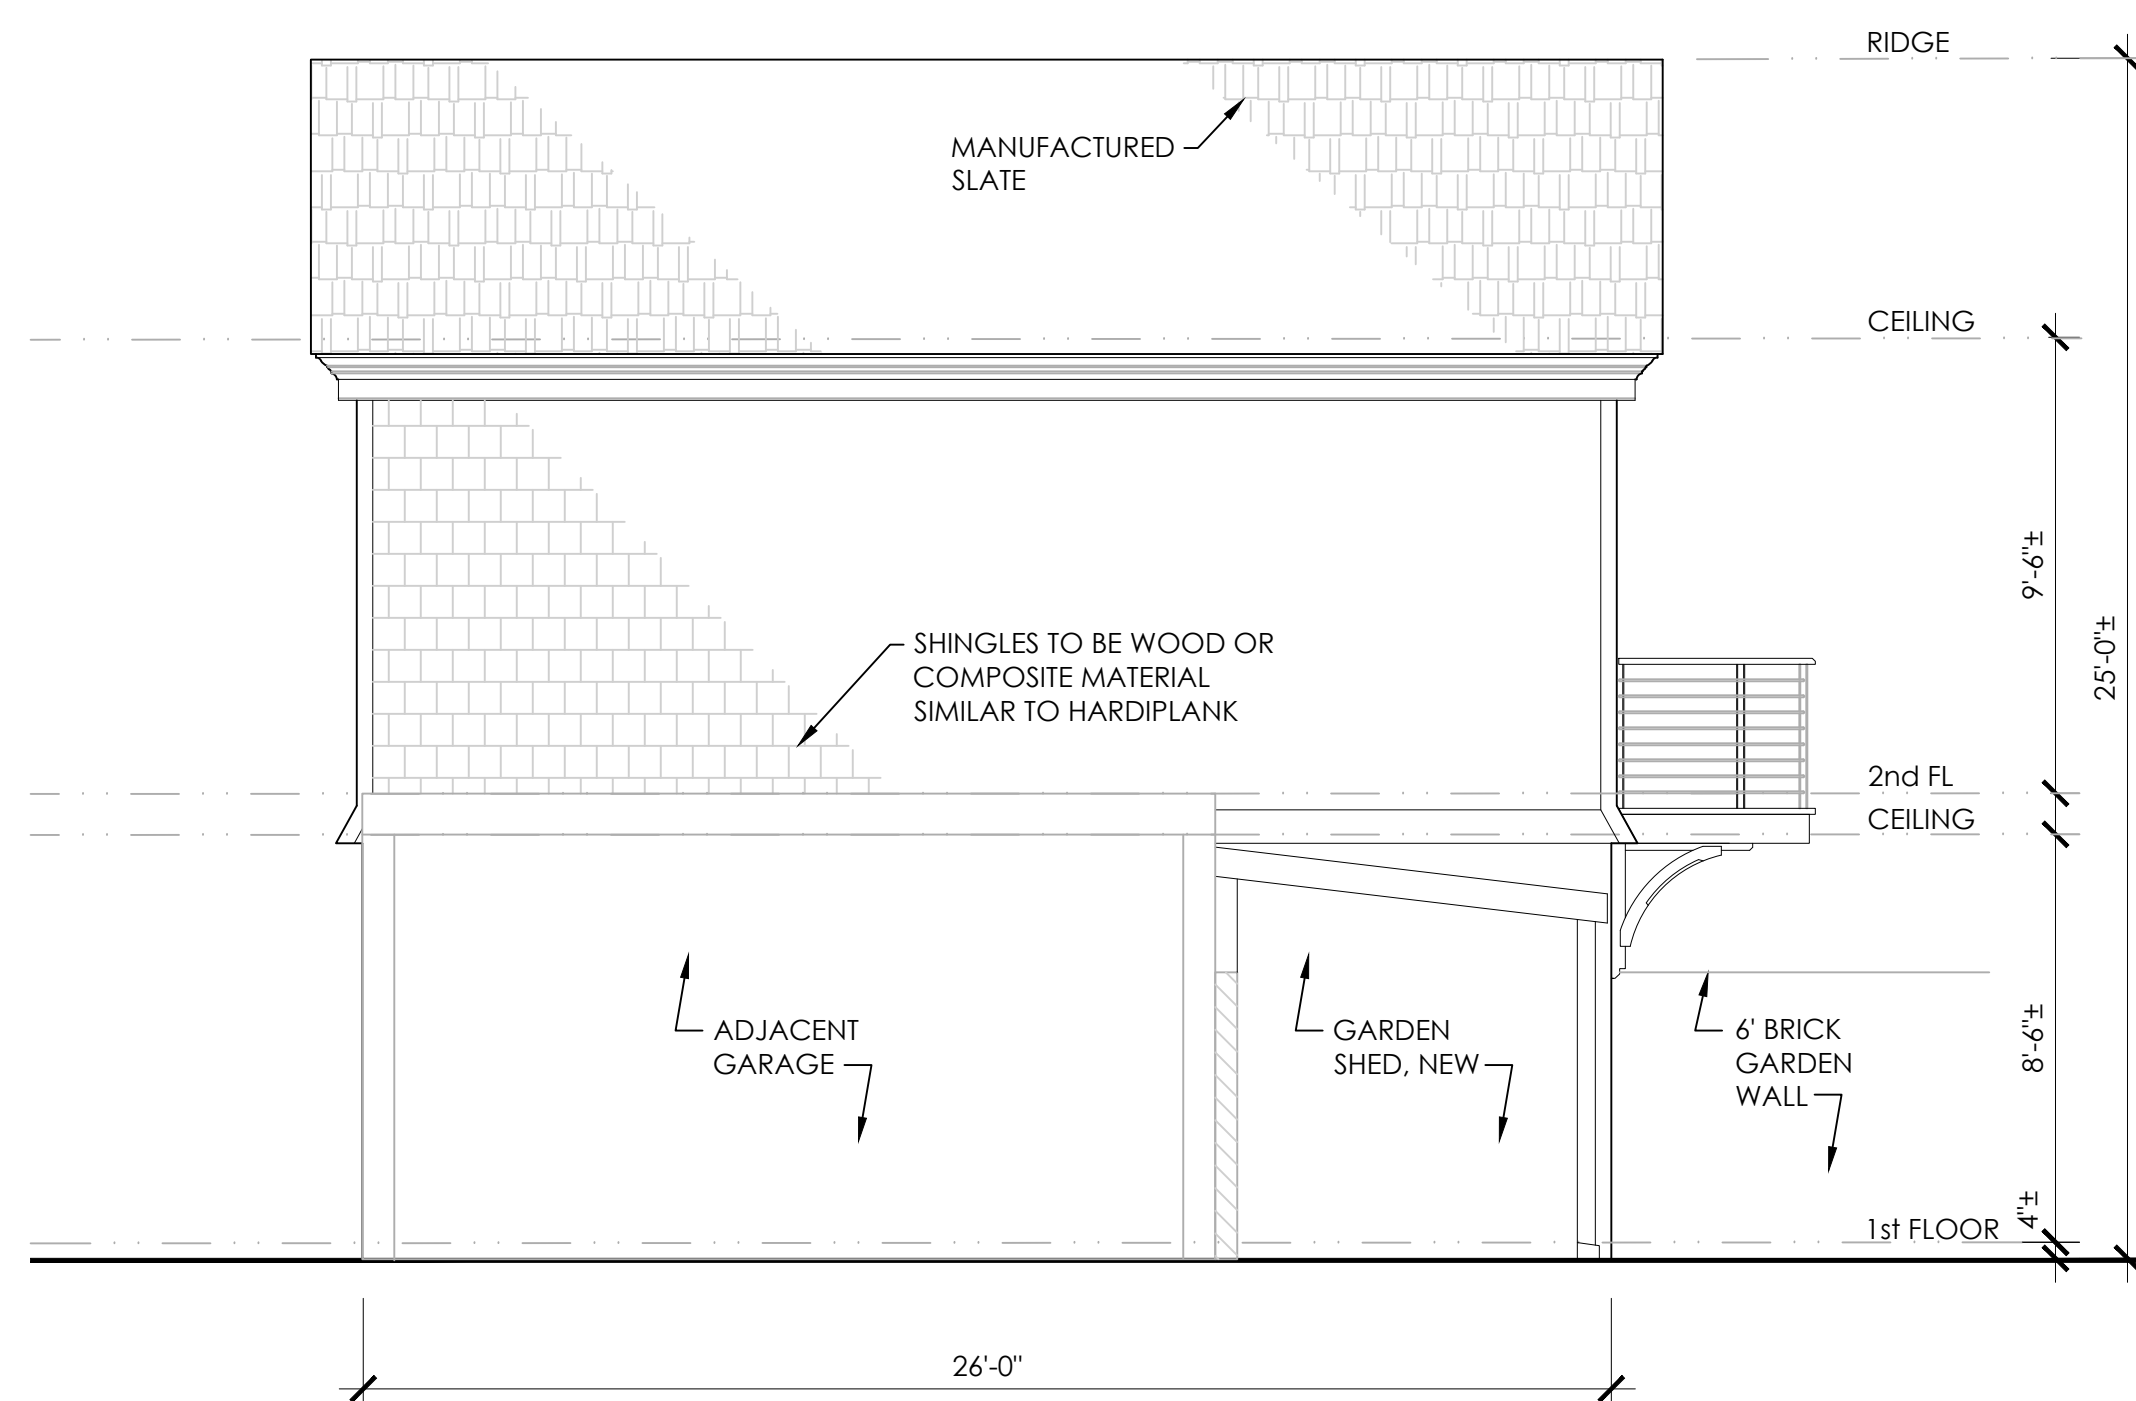 RIDGE
MANUFACTURED
SLATE
CEILING
9'-6"±
25'-0"±
SHINGLES TO BE WOOD OR
COMPOSITE MATERIAL
SIMILAR TO HARDIPLANK
2nd FL
CEILING
ADJACENT
GARAGE
GARDEN
SHED, NEW
6' BRICK
GARDEN
WALL
8'-6"±
4"±
1st FLOOR
26'-0"